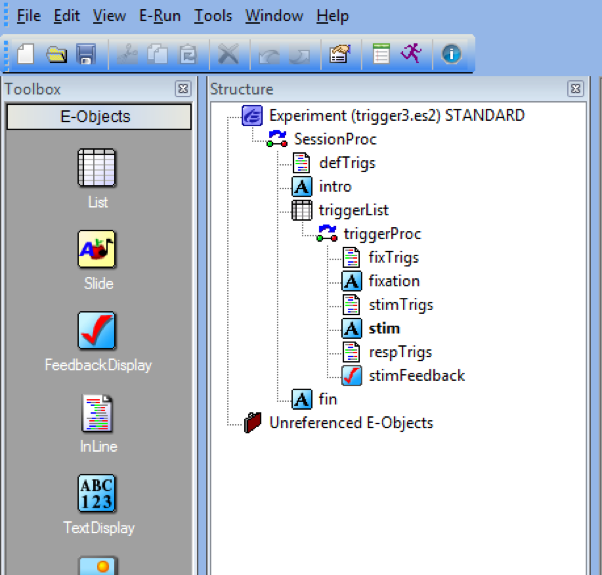 File Edit View E-Run Tools Window Help
Toolbox
E-Objects
List
Slide
FeedbackDisplay
InLine
ABC
123
TextDisplay
Structure
Experiment (trigger3.es2) STANDARD
SessionProc
defTrigs
A intro
triggerList
triggerProc
fixTrigs
A fixation
stimTrigs
A stim
respTrigs
stimFeedback
A fin
Unreferenced E-Objects